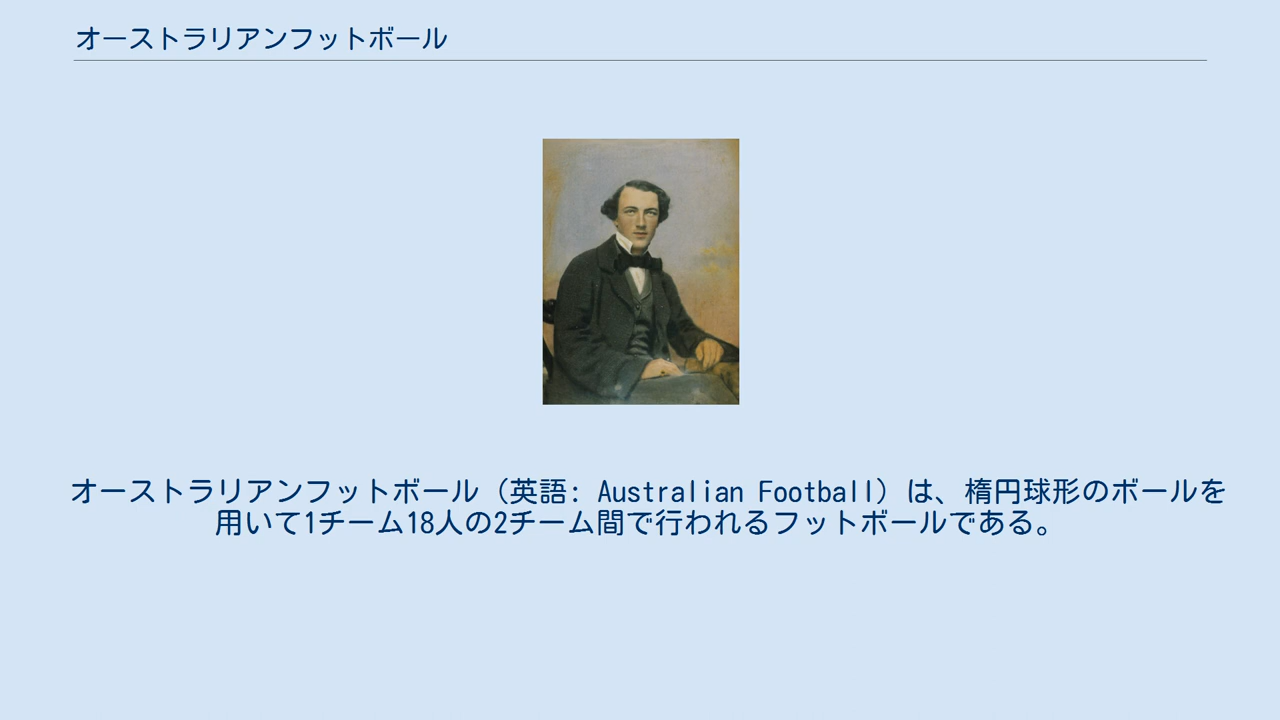 オーストラリアンフットボール
オーストラリアンフットボール（英語: Australian Football）は、楕円球形のボールを
用いて1チーム18人の2チーム間で行われるフットボールである。